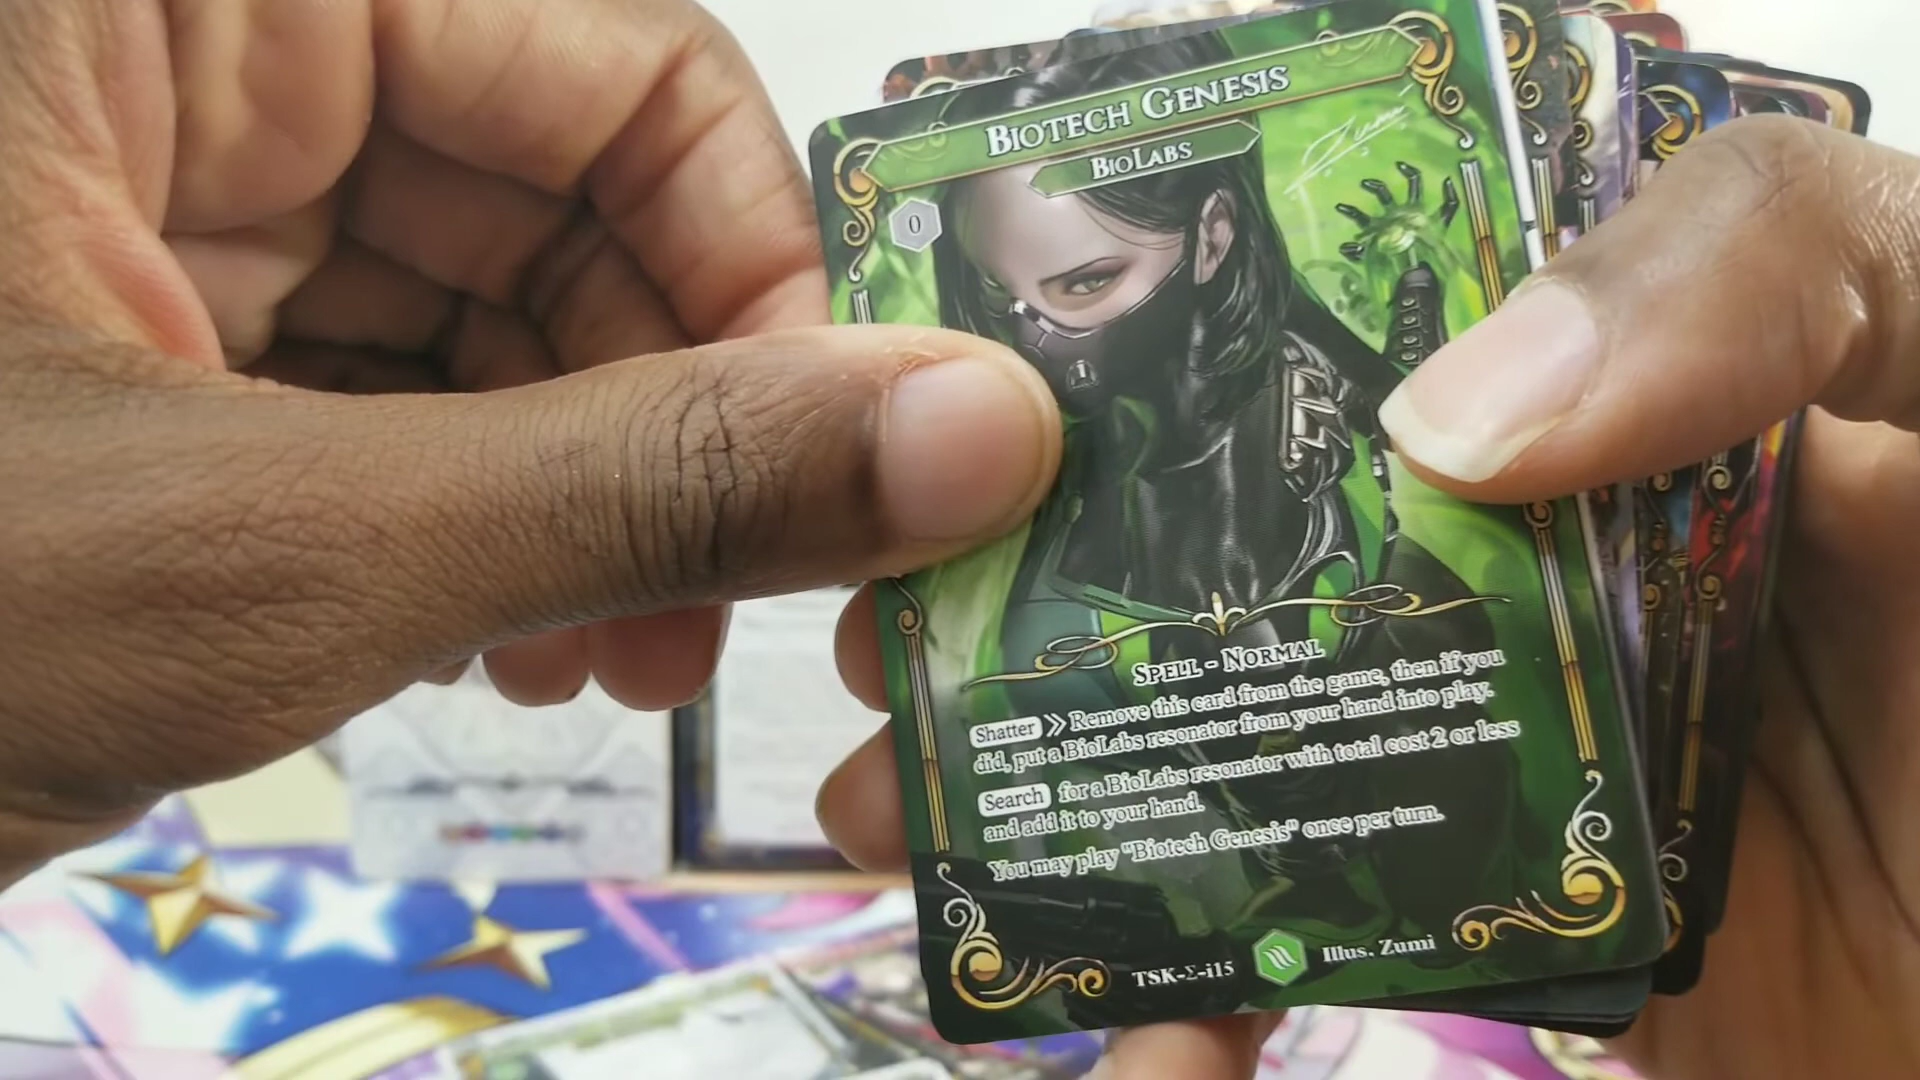 BIOTECH GENESIS
BIOLABS
Zumi
0
SPELL - NORMAL
Shatter » Remove this card from the game, then if you
did, put a BioLabs resonator from your hand into play.
Search for a BioLabs resonator with total cost 2 or less
and add it to your hand.
You may play "Biotech Genesis" once per turn.
TSK-Σ-i15
Illus. Zumi